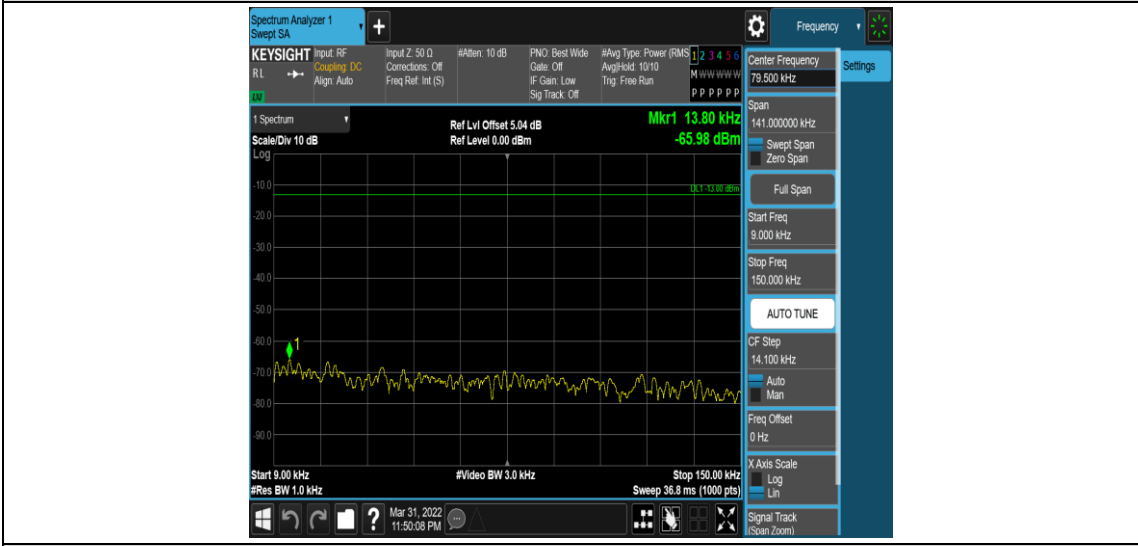 Spectrum Analyzer 1
Swept SA
+
Frequency
KEYSIGHT
RL
Input: RF
Coupling: DC
Align: Auto
Input Z: 50 Ω
Corrections: Off
Freq Ref: Int (S)
#Atten: 10 dB
PNO: Best Wide
Gate: Off
IF Gain: Low
Sig Track: Off
#Avg Type: Power (RMS
Avg|Hold: 10/10
Trig: Free Run
1 2 3 4 5 6
M W W W W W
P P P P P P
1 Spectrum
Scale/Div 10 dB
Log
Ref Lvl Offset 5.04 dB
Ref Level 0.00 dBm
Mkr1 13.80 kHz
-65.98 dBm
DL1 -13.00 dBm
-10.0
-20.0
-30.0
-40.0
-50.0
-60.0
-70.0
-80.0
-90.0
1
Start 9.00 kHz
#Res BW 1.0 kHz
#Video BW 3.0 kHz
Stop 150.00 kHz
Sweep 36.8 ms (1000 pts)
Mar 31, 2022
11:50:08 PM
?
Center Frequency
79.500 kHz
Settings
Span
141.000000 kHz
Swept Span
Zero Span
Full Span
Start Freq
9.000 kHz
Stop Freq
150.000 kHz
AUTO TUNE
CF Step
14.100 kHz
Auto
Man
Freq Offset
0 Hz
X Axis Scale
Log
Lin
Signal Track
(Span Zoom)